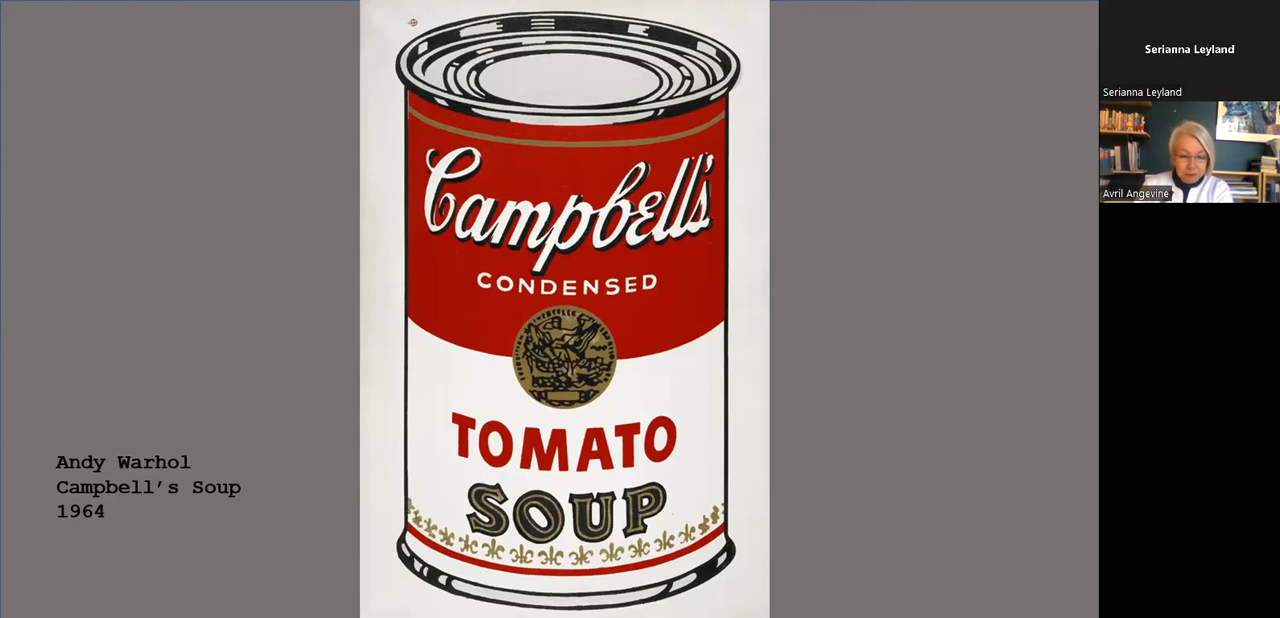 Campbell's
CONDENSED
TOMATO
SOUP
Andy Warhol
Campbell's Soup
1964
Serianna Leyland
Serianna Leyland
Avril Angevine